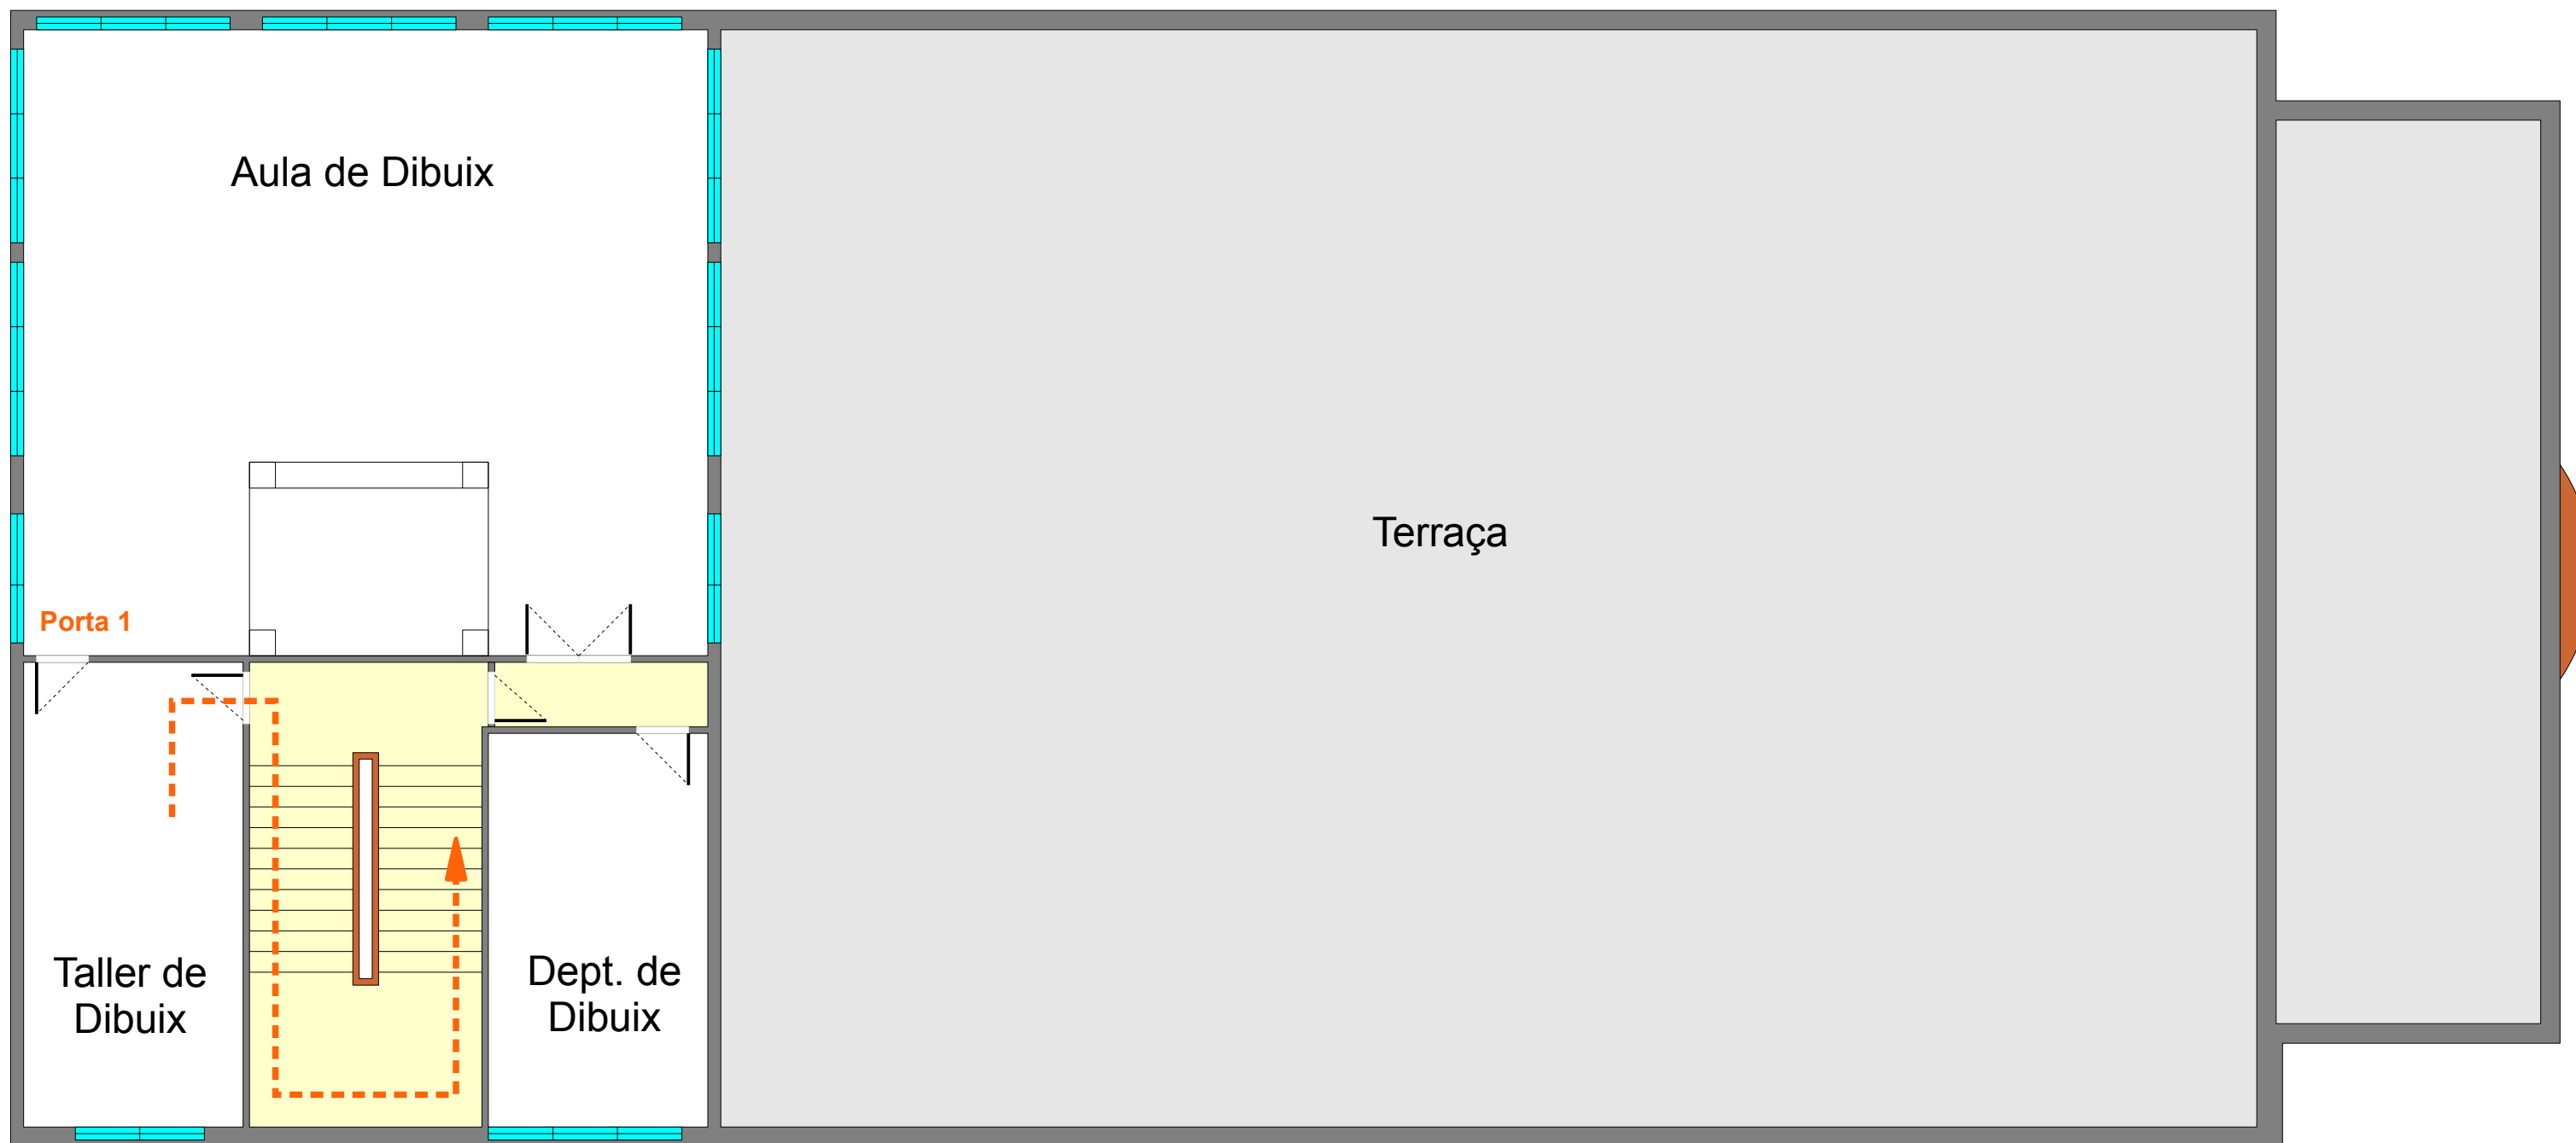 Aula de Dibuix
Terraça
Porta 1
Taller de
Dibuix
Dept. de
Dibuix